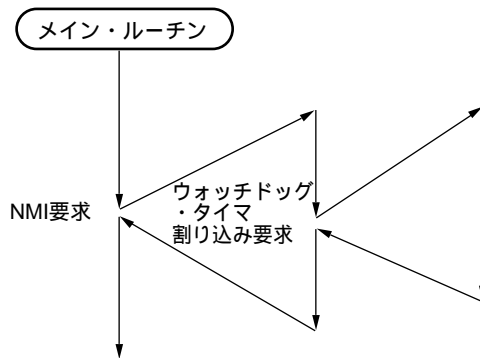 メイン・ルーチン
NMI要求
ウォッチドッグ
・タイマ
割り込み要求